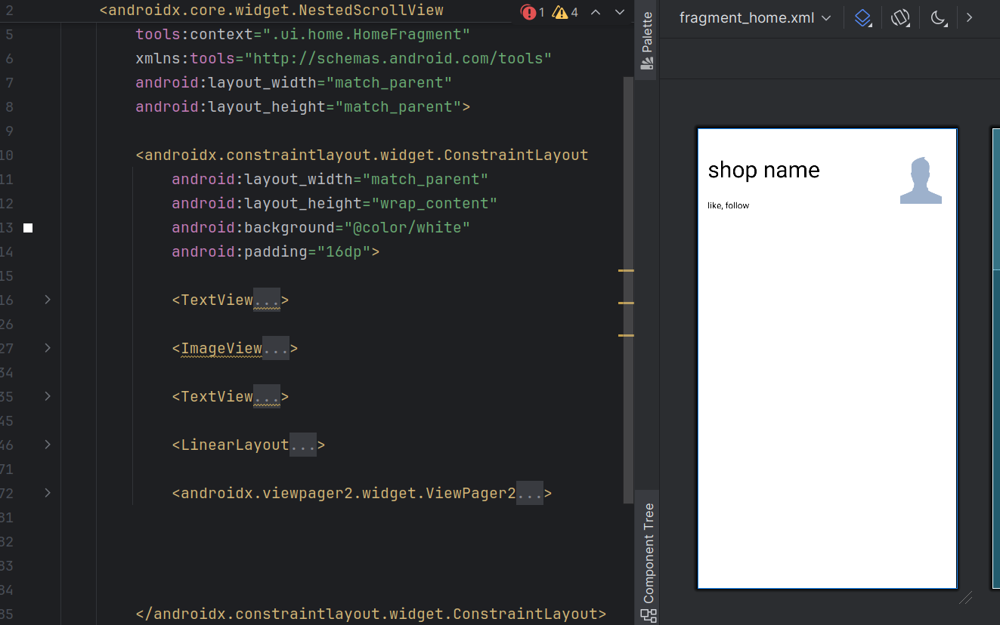 2 <androidx.core.widget.NestedScrollView 1 4
5 tools:context=".ui.home.HomeFragment"
6 xmlns:tools="http://schemas.android.com/tools"
7 android:layout_width="match_parent"
8 android:layout_height="match_parent">
9
10 <androidx.constraintlayout.widget.ConstraintLayout
11 android:layout_width="match_parent"
12 android:layout_height="wrap_content"
13 android:background="@color/white"
14 android:padding="16dp">
15
16 <TextView...>
26
27 <ImageView...>
34
35 <TextView...>
45
46 <LinearLayout...>
71
72 <androidx.viewpager2.widget.ViewPager2...>
81
82
83
84
85 </androidx.constraintlayout.widget.ConstraintLayout>
Palette
Component Tree
fragment_home.xml
shop name
like, follow